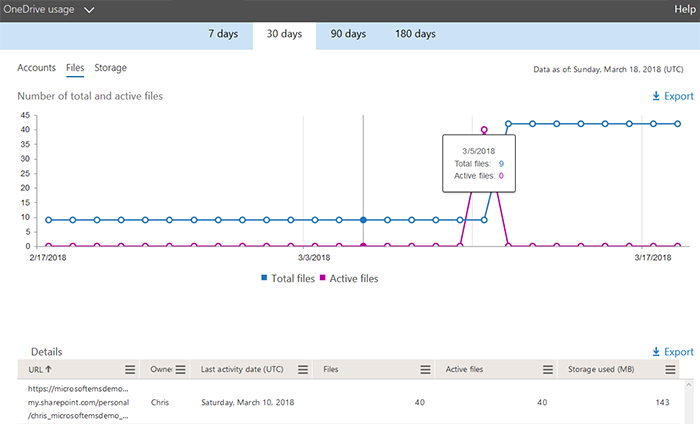 OneDrive usage
Help
7 days 30 days 90 days 180 days
Accounts Files Storage
Data as of: Sunday, March 18, 2018 (UTC)
Number of total and active files
Export
45
40
35
30
25
20
15
10
5
0
3/5/2018
Total files: 9
Active files: 0
2/17/2018 3/3/2018 3/17/2018
Total files Active files
Details
Export
URL Owne Last activity date (UTC) Files Active files Storage used (MB)
https://microsoftemsdemo...
my.sharepoint.com/personal Chris Saturday, March 10, 2018 40 40 143
/chris_microsoftemsdemo_...